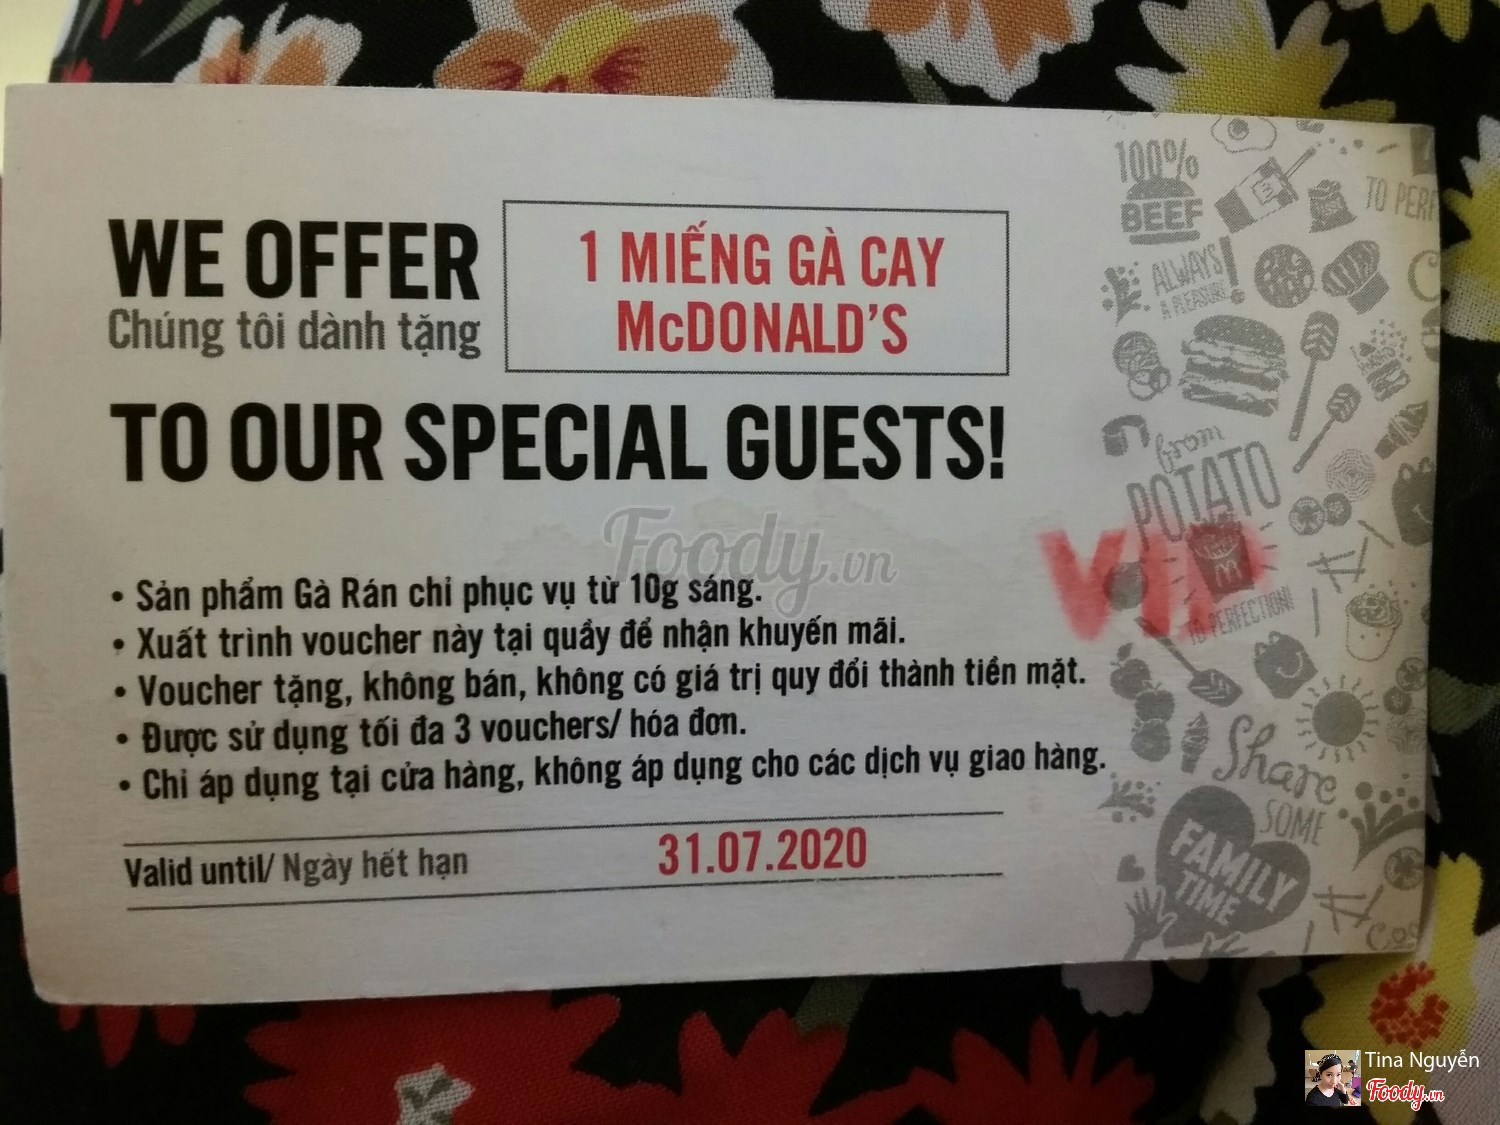 WE OFFER
Chúng tôi dành tặng
1 MIẾNG GÀ CAY
McDONALD'S
TO OUR SPECIAL GUESTS!
• Sản phẩm Gà Rán chỉ phục vụ từ 10g sáng.
• Xuất trình voucher này tại quầy để nhận khuyến mãi.
• Voucher tặng, không bán, không có giá trị quy đổi thành tiền mặt.
• Được sử dụng tối đa 3 vouchers/ hóa đơn.
• Chỉ áp dụng tại cửa hàng, không áp dụng cho các dịch vụ giao hàng.
Valid until/ Ngày hết hạn
31.07.2020
100%
BEEF
TO PERF
ALWAYS
A PLEASURE
from
POTATO
VIP
TO PERFECTION!
Share
SOME
FAMILY
TIME
Foody.vn
Tina Nguyễn
Foody.vn